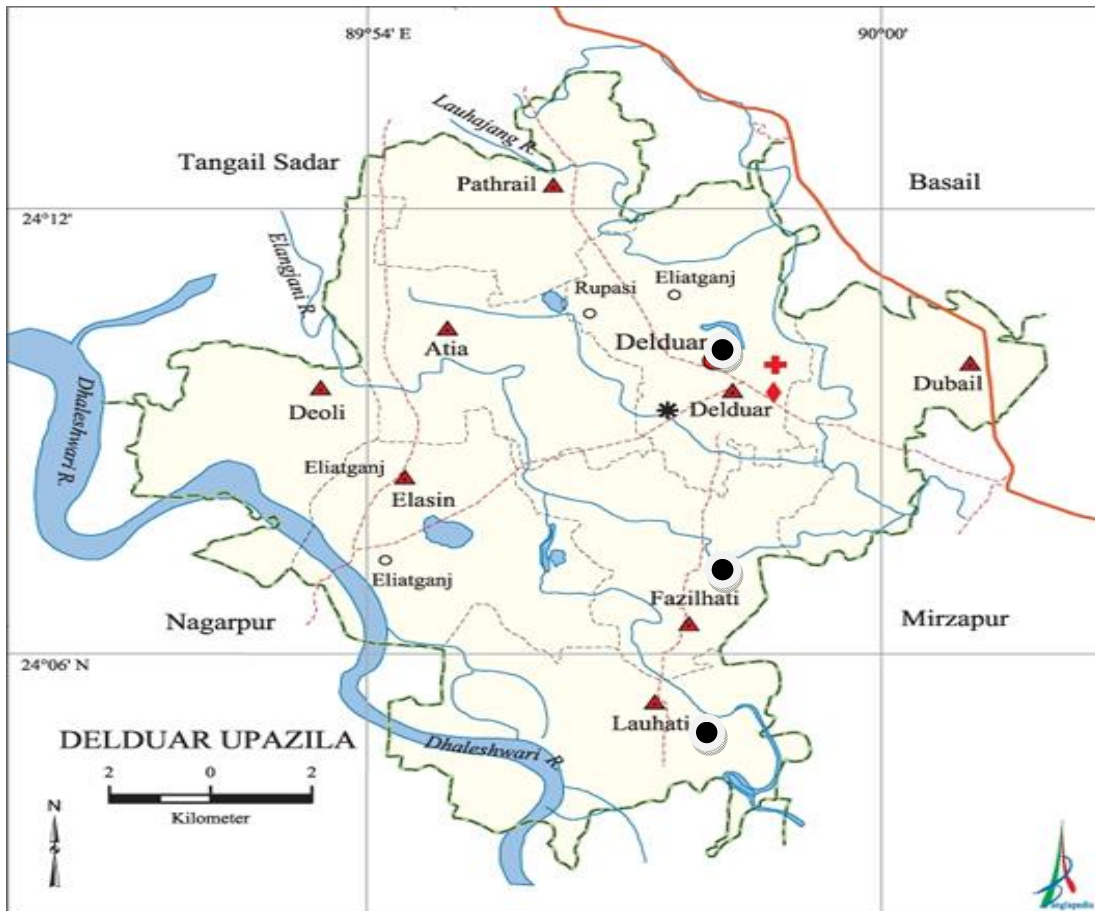 89°54' E
90°00'
Lauhajang R.
Tangail Sadar
Pathrail
Basail
24°12'
Elangjani R.
Eliatganj
Rupasi
Delduar
Atia
Dubail
Deoli
Delduar
Dhaleshwari R.
Eliatganj
Elasin
Eliatganj
Fazilhati
Nagarpur
Mirzapur
24°06' N
Lauhati
DELDUAR UPAZILA
Dhaleshwari R.
2 0 2
Kilometer
N
anglapedia